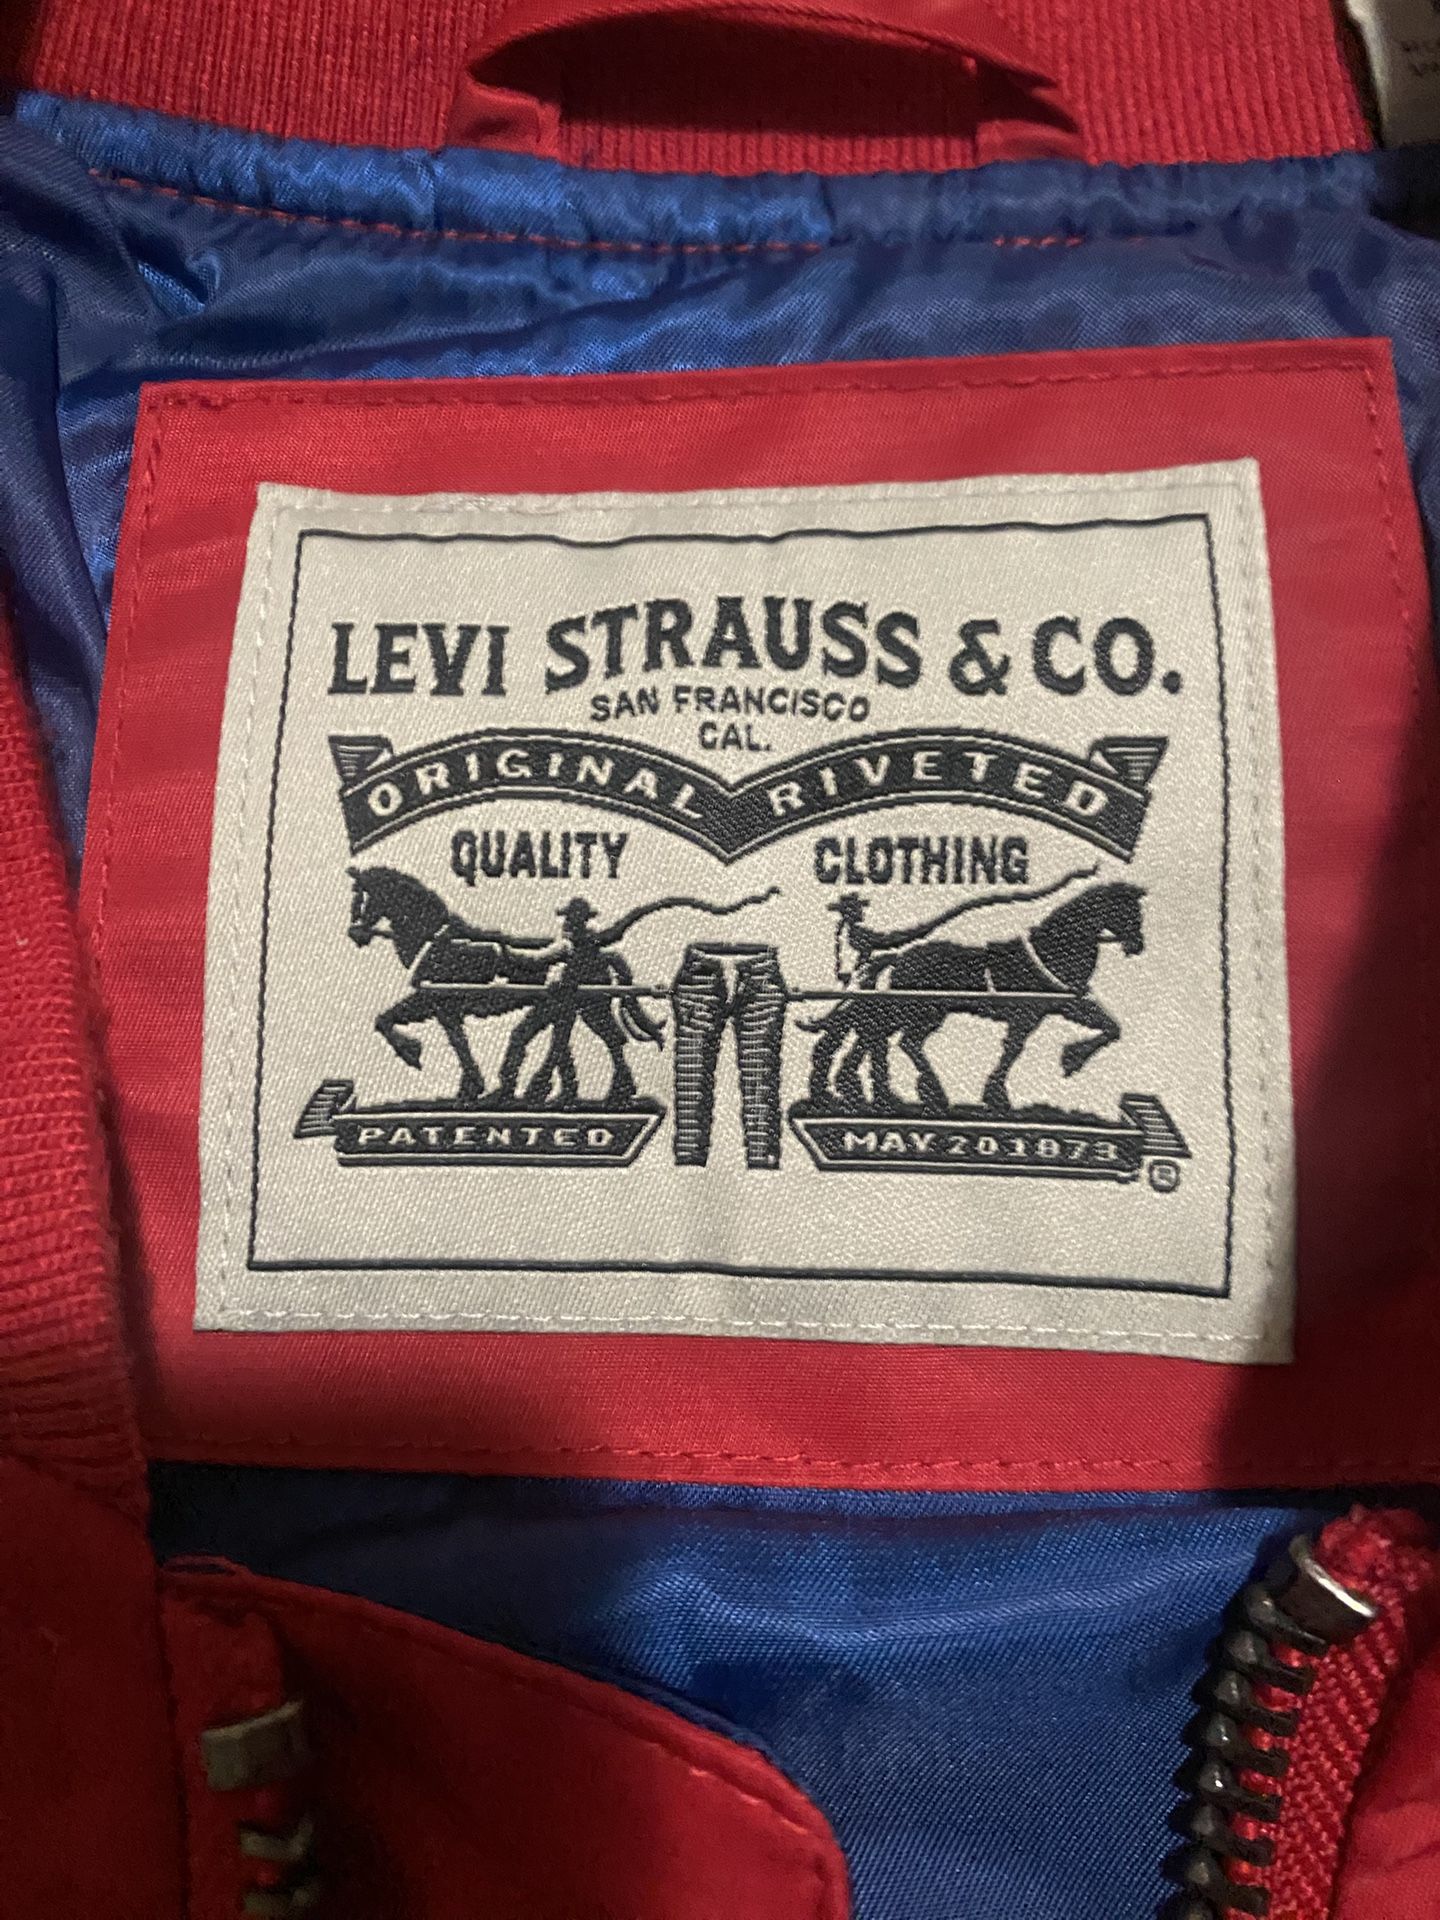 LEVI STRAUSS & CO.
SAN FRANCISCO
CAL.
ORIGINAL RIVETED
QUALITY CLOTHING
PATENTED MAY 20 1873
®